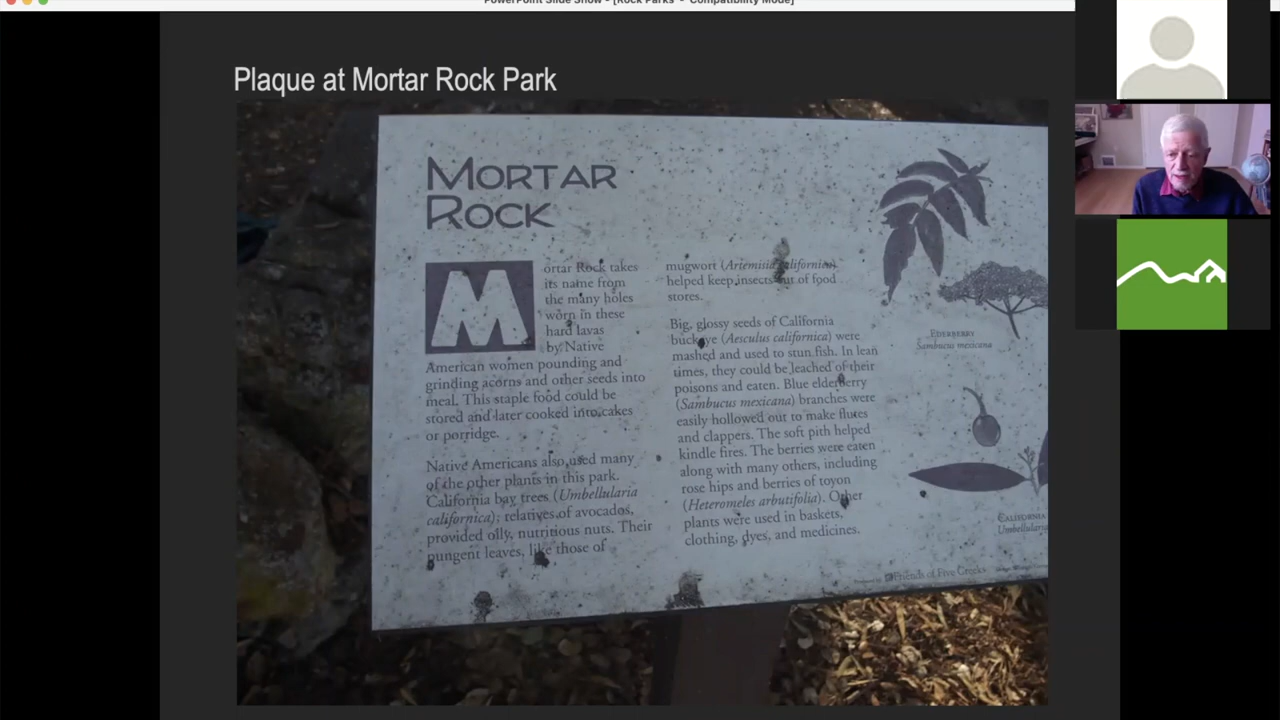 PowerPoint Slide Show - [Rock Parks - Compatibility Mode]
Plaque at Mortar Rock Park
MORTAR
ROCK
M
ortar Rock takes
its name from
the many holes
worn in these
hard lavas
by Native
American women pounding and
grinding acorns and other seeds into
meal. This staple food could be
stored and later cooked into cakes
or porridge.
Native Americans also used many
of the other plants in this park.
California bay trees (Umbellularia
californica); relatives of avocados,
provided oily, nutritious nuts. Their
pungent leaves, like those of
mugwort (Artemisia californica)
helped keep insects out of food
stores.
Big, glossy seeds of California
buckeye (Aesculus californica) were
mashed and used to stun fish. In lean
times, they could be leached of their
poisons and eaten. Blue elderberry
(Sambucus mexicana) branches were
easily hollowed out to make flutes
and clappers. The soft pith helped
kindle fires. The berries were eaten
along with many others, including
rose hips and berries of toyon
(Heteromeles arbutifolia). Other
plants were used in baskets,
clothing, dyes, and medicines.
EDERBERRY
Sambucus mexicana
CALIFORNIA
Umbellularia
Friends of Five Creeks